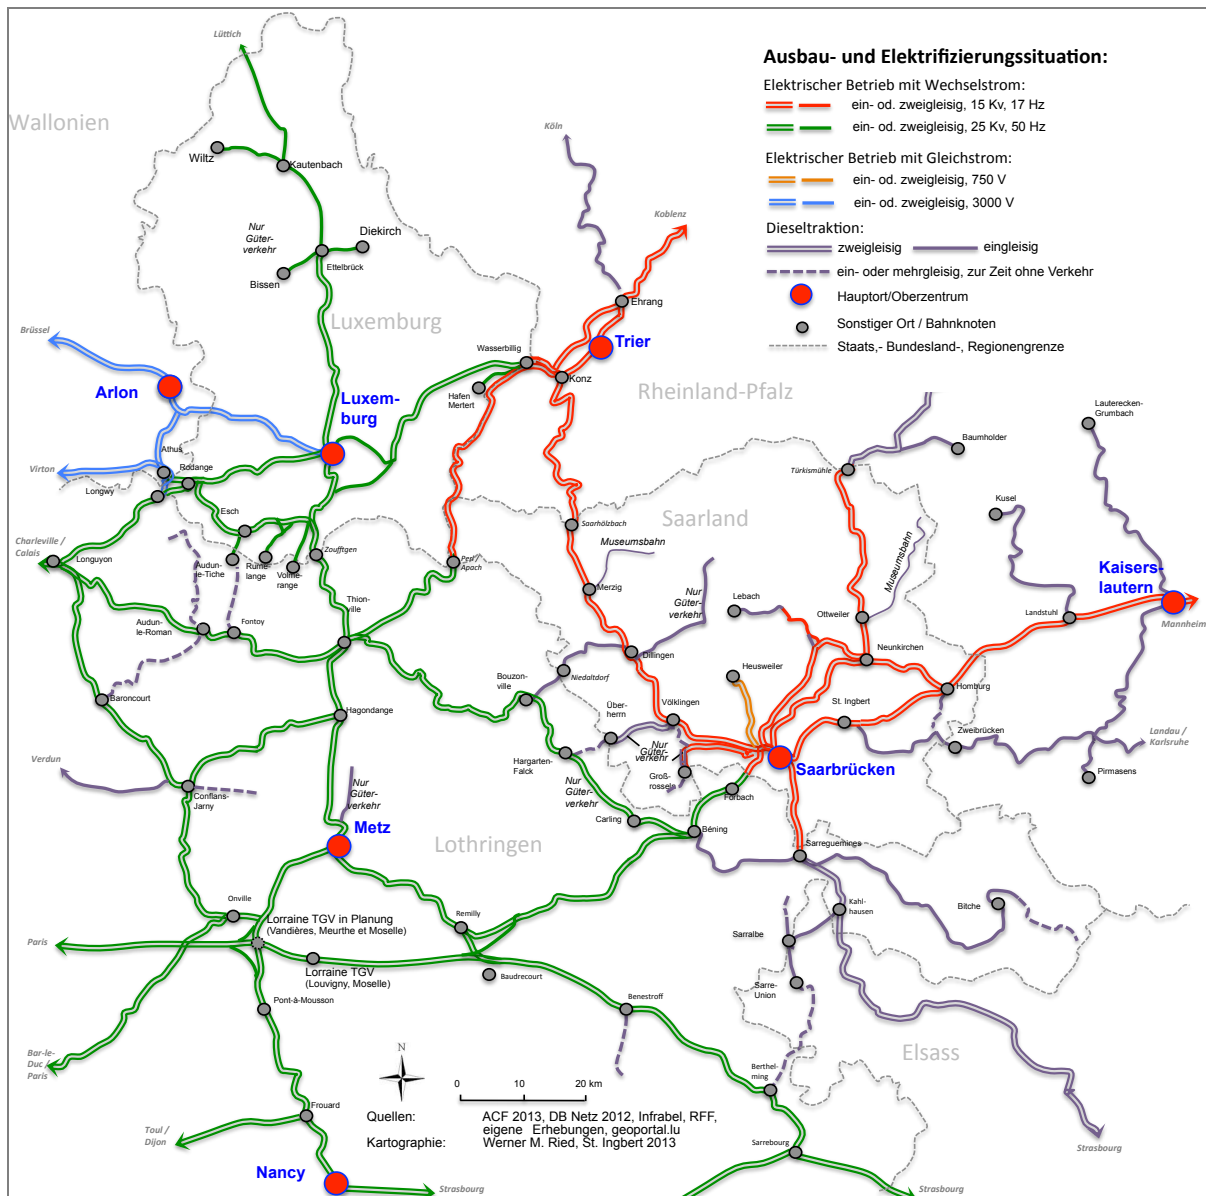 Lüttich
Wallonien
Wiltz
Kautenbach
Nur
Güter-
verkehr
Diekirch
Ettelbrück
Bissen
Luxemburg
Köln
Koblenz
Ehrang
Brüssel
Wasserbillig
Trier
Konz
Arlon
Luxem-
burg
Hafen
Mertert
Rheinland-Pfalz
Ausbau- und Elektrifizierungssituation:
Elektrischer Betrieb mit Wechselstrom:
ein- od. zweigleisig, 15 Kv, 17 Hz
ein- od. zweigleisig, 25 Kv, 50 Hz
Elektrischer Betrieb mit Gleichstrom:
ein- od. zweigleisig, 750 V
ein- od. zweigleisig, 3000 V
Dieseltraktion:
zweigleisig
eingleisig
ein- oder mehrgleisig, zur Zeit ohne Verkehr
Hauptort/Oberzentrum
Sonstiger Ort / Bahnknoten
Staats,- Bundesland-, Regionengrenze
Lauterecken-
Grumbach
Baumholder
Türkismühle
Kusel
Virton
Athus
Rodange
Longwy
Esch
Charleville /
Calais
Longuyon
Audun-
le-Tiche
Rume-
lange
Volme-
range
Zoufftgen
Perl /
Apach
Saarhölzbach
Saarland
Museumsbahn
Merzig
Museumsbahn
Kaisers-
lautern
Mannheim
Landstuhl
Nur
Güter-
verkehr
Lebach
Ottweiler
Neunkirchen
Audun-
le-Roman
Fontoy
Thion-
ville
Dillingen
Niedaltdorf
Heusweiler
Homburg
Baroncourt
Bouzon-
ville
Über-
herrn
Völklingen
St. Ingbert
Hagondange
Zweibrücken
Landau /
Karlsruhe
Pirmasens
Verdun
Conflans-
Jarny
Nur
Güter-
verkehr
Hargarten-
Falck
Nur
Güter-
verkehr
Nur
Güter-
verkehr
Groß-
rosseln
Saarbrücken
Forbach
Carling
Béning
Metz
Lothringen
Sarreguemines
Kahl-
hausen
Bitche
Onville
Lorraine TGV in Planung
(Vandières, Meurthe et Moselle)
Remilly
Sarralbe
Paris
Lorraine TGV
(Louvigny, Moselle)
Baudrecourt
Sarre-
Union
Pont-à-Mousson
Benestroff
Elsass
Bar-le-
Duc /
Paris
Berthel-
ming
0
10
20 km
Frouard
Toul /
Dijon
Quellen:
ACF 2013, DB Netz 2012, Infrabel, RFF,
eigene Erhebungen, geoportal.lu
Kartographie:
Werner M. Ried, St. Ingbert 2013
Sarrebourg
Strasbourg
Nancy
Strasbourg
Strasbourg